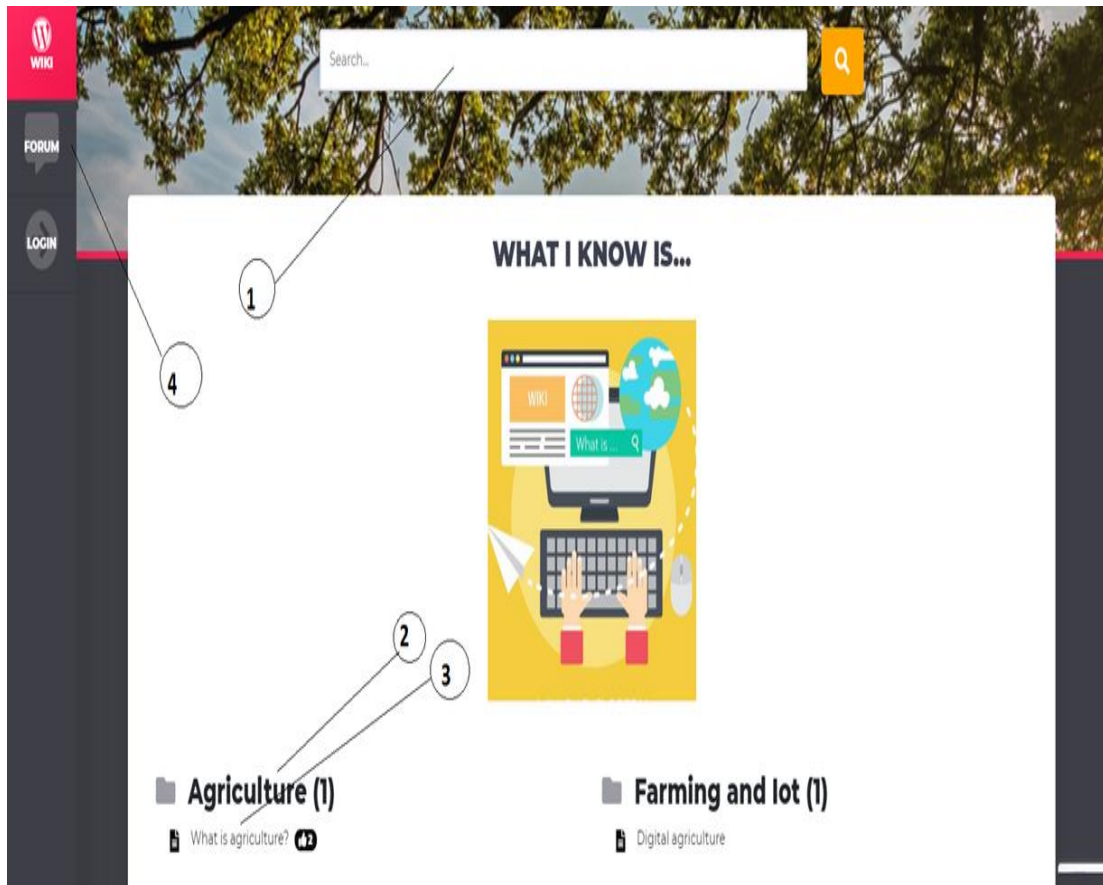 WIKI
FORUM
LOGIN
Search...
1
4
WHAT I KNOW IS...
WIKI
What is ...
2
3
Agriculture (1)
What is agriculture? 2
Farming and Iot (1)
Digital agriculture